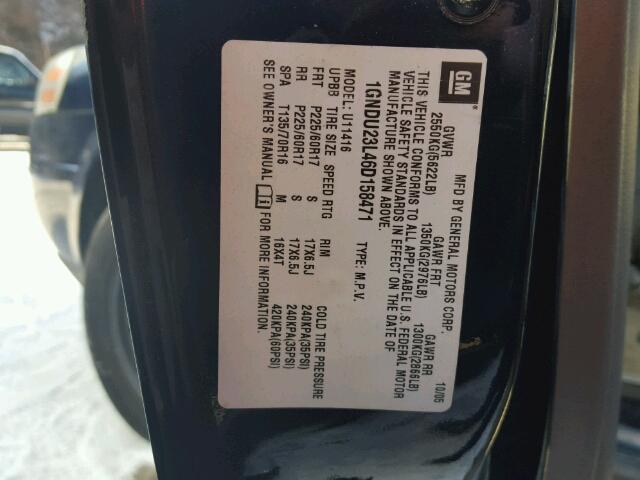 GM
MFD BY GENERAL MOTORS CORP. 10/05
GVWR GAWR FRT GAWR RR
2550KG(5622LB) 1350KG(2976LB) 1300KG(2866LB)
THIS VEHICLE CONFORMS TO ALL APPLICABLE U.S. FEDERAL MOTOR
VEHICLE SAFETY STANDARDS IN EFFECT ON THE DATE OF
MANUFACTURE SHOWN ABOVE.
1GNDU23L46D158471 TYPE: M.P.V.
MODEL: U11416
UPBB TIRE SIZE SPEED RTG RIM COLD TIRE PRESSURE
FRT P225/60R17 S 17X6.5J 240KPA(35PSI)
RR P225/60R17 S 17X6.5J 240KPA(35PSI)
SPA T135/70R16 M 16X4T 420KPA(60PSI)
SEE OWNER'S MANUAL FOR MORE INFORMATION.